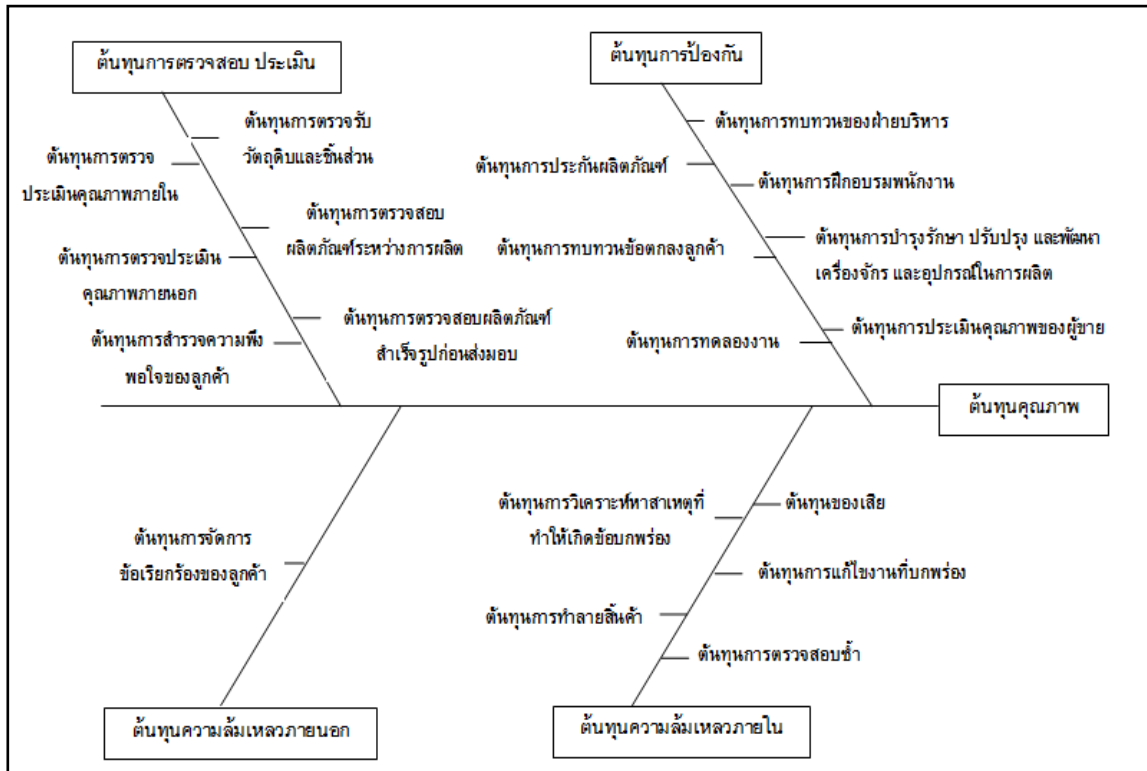 ต้นทุนการตรวจสอบ ประเมิน
ต้นทุนการป้องกัน
ต้นทุนการตรวจรับ
วัตถุดิบและชิ้นส่วน
ต้นทุนการตรวจ
ประเมินคุณภาพภายใน
ต้นทุนการตรวจสอบ
ผลิตภัณฑ์ระหว่างการผลิต
ต้นทุนการตรวจประเมิน
คุณภาพภายนอก
ต้นทุนการตรวจสอบผลิตภัณฑ์
สำเร็จรูปก่อนส่งมอบ
ต้นทุนการสำรวจความพึง
พอใจของลูกค้า
ต้นทุนการทบทวนของฝ่ายบริหาร
ต้นทุนการประกันผลิตภัณฑ์
ต้นทุนการฝึกอบรมพนักงาน
ต้นทุนการทบทวนข้อตกลงลูกค้า
ต้นทุนการบำรุงรักษา ปรับปรุง และพัฒนา
เครื่องจักร และอุปกรณ์ในการผลิต
ต้นทุนการประเมินคุณภาพของผู้ขาย
ต้นทุนการทดลองงาน
ต้นทุนคุณภาพ
ต้นทุนการจัดการ
ข้อเรียกร้องของลูกค้า
ต้นทุนการวิเคราะห์หาสาเหตุที่
ทำให้เกิดข้อบกพร่อง
ต้นทุนของเสีย
ต้นทุนการแก้ไขงานที่บกพร่อง
ต้นทุนการทำลายสินค้า
ต้นทุนการตรวจสอบซ้ำ
ต้นทุนความล้มเหลวภายนอก
ต้นทุนความล้มเหลวภายใน